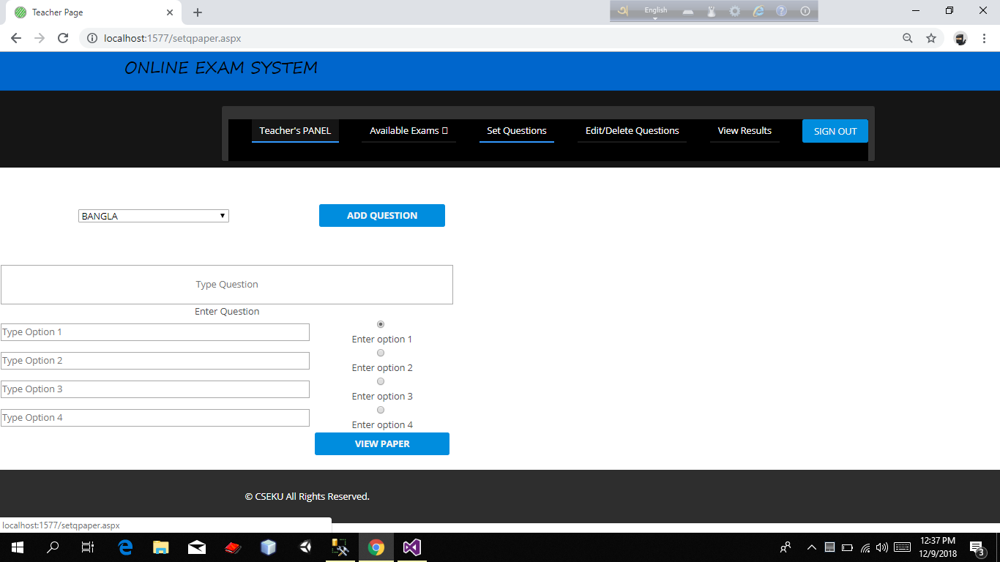 Teacher Page
অ English
localhost:1577/setqpaper.aspx
ONLINE EXAM SYSTEM
Teacher's PANEL Available Exams Set Questions Edit/Delete Questions View Results SIGN OUT
BANGLA ADD QUESTION
Type Question
Enter Question
Type Option 1
Enter option 1
Type Option 2
Enter option 2
Type Option 3
Enter option 3
Type Option 4
Enter option 4
VIEW PAPER
© CSEKU All Rights Reserved.
localhost:1577/setqpaper.aspx
12:37 PM
12/9/2018
3